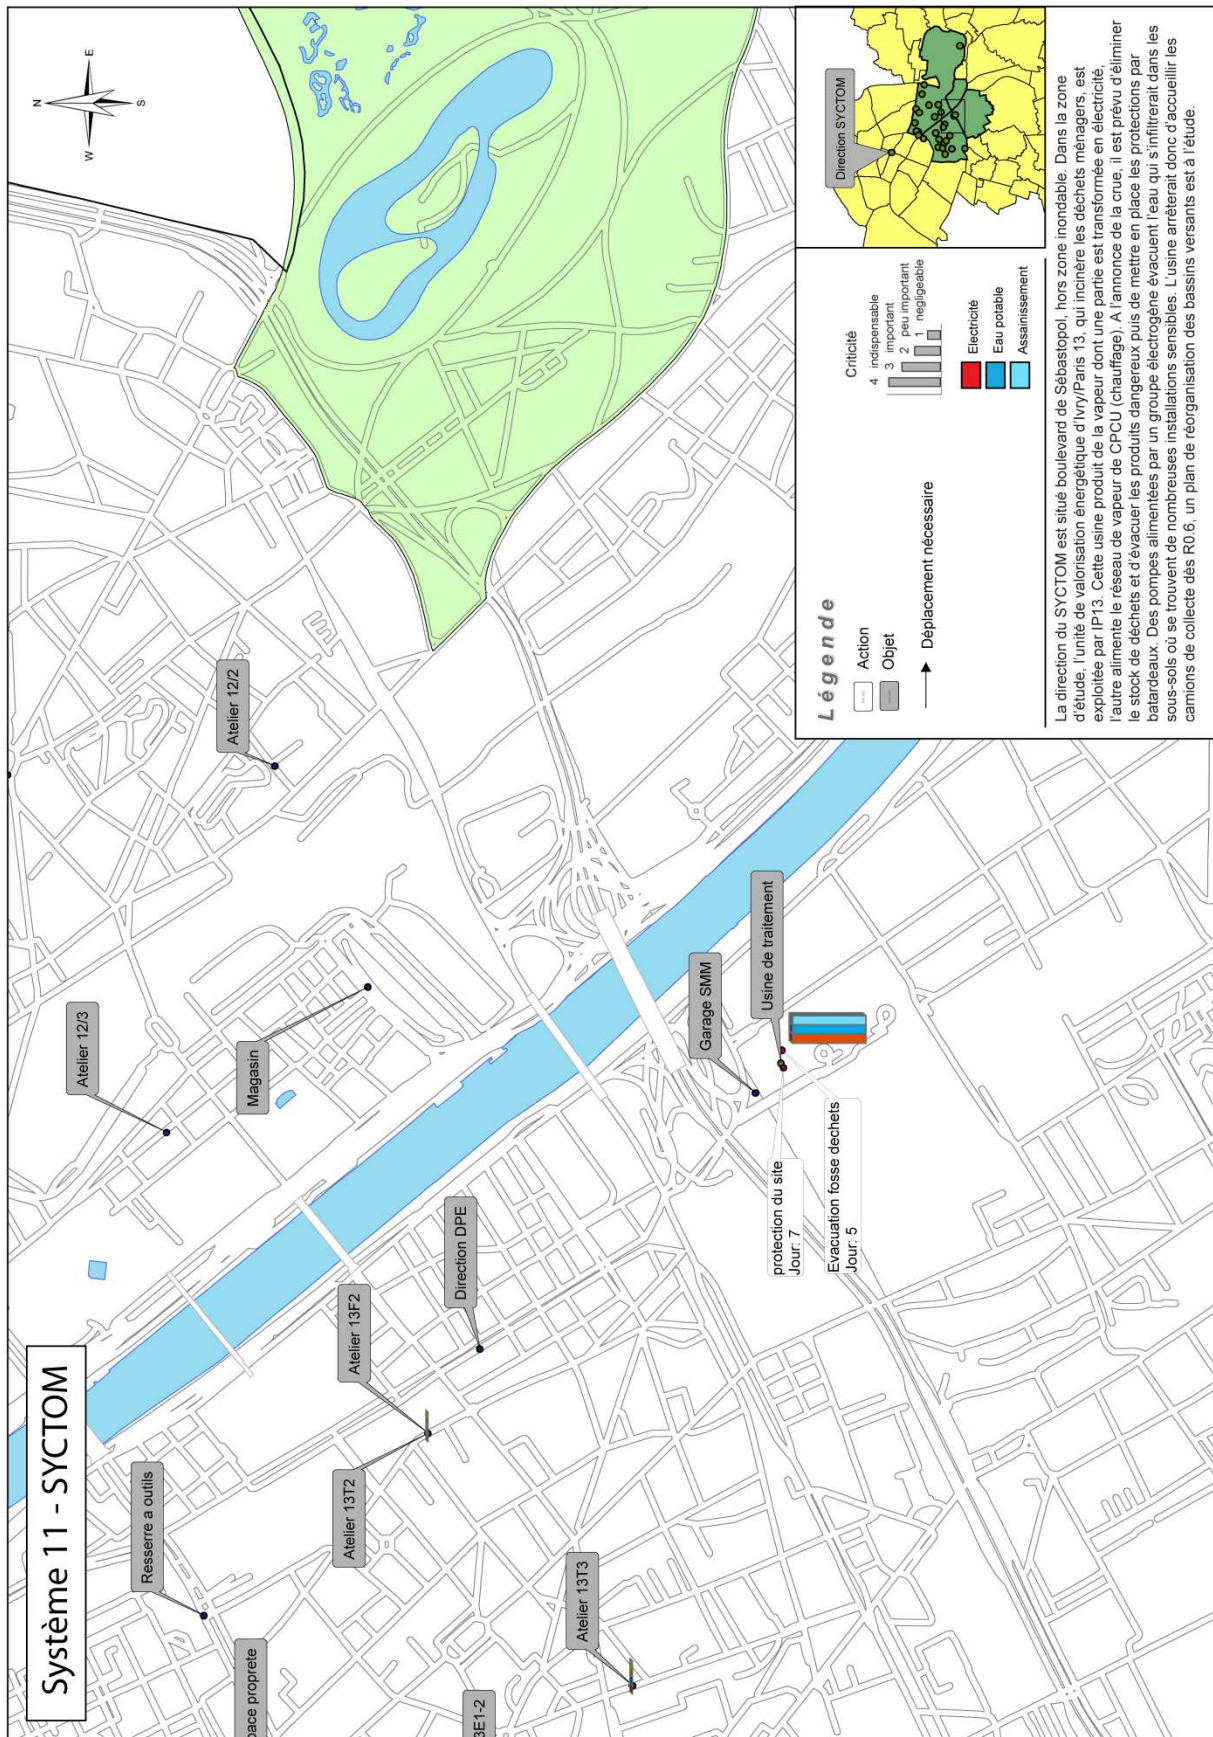 Système 11 - SYCTOM
N
W
E
S
Resserre a outils
pace proprete
3E1-2
Atelier 12/3
Atelier 12/2
Magasin
Atelier 13F2
Atelier 13T2
Direction DPE
Atelier 13T3
Garage SMM
Usine de traitement
protection du site
Jour: 7
Evacuation fosse dechets
Jour: 5
Légende
Action
Objet
Déplacement nécessaire
Criticité
4 indispensable
3 important
2 peu important
1 negligeable
Electricité
Eau potable
Assainissement
Direction SYCTOM
La direction du SYCTOM est situé boulevard de Sébastopol, hors zone inondable. Dans la zone
d'étude, l'unité de valorisation énergétique d'Ivry/Paris 13, qui incinère les déchets ménagers, est
exploitée par IP13. Cette usine produit de la vapeur dont une partie est transformée en électricité,
l'autre alimente le réseau de vapeur de CPCU (chauffage). A l'annonce de la crue, il est prévu d'éliminer
le stock de déchets et d'évacuer les produits dangereux puis de mettre en place les protections par
batardeaux. Des pompes alimentées par un groupe électrogène évacuent l'eau qui s'infiltrerait dans les
sous-sols où se trouvent de nombreuses installations sensibles. L'usine arrêterait donc d'accueillir les
camions de collecte dès R0.6, un plan de réorganisation des bassins versants est à l'étude.